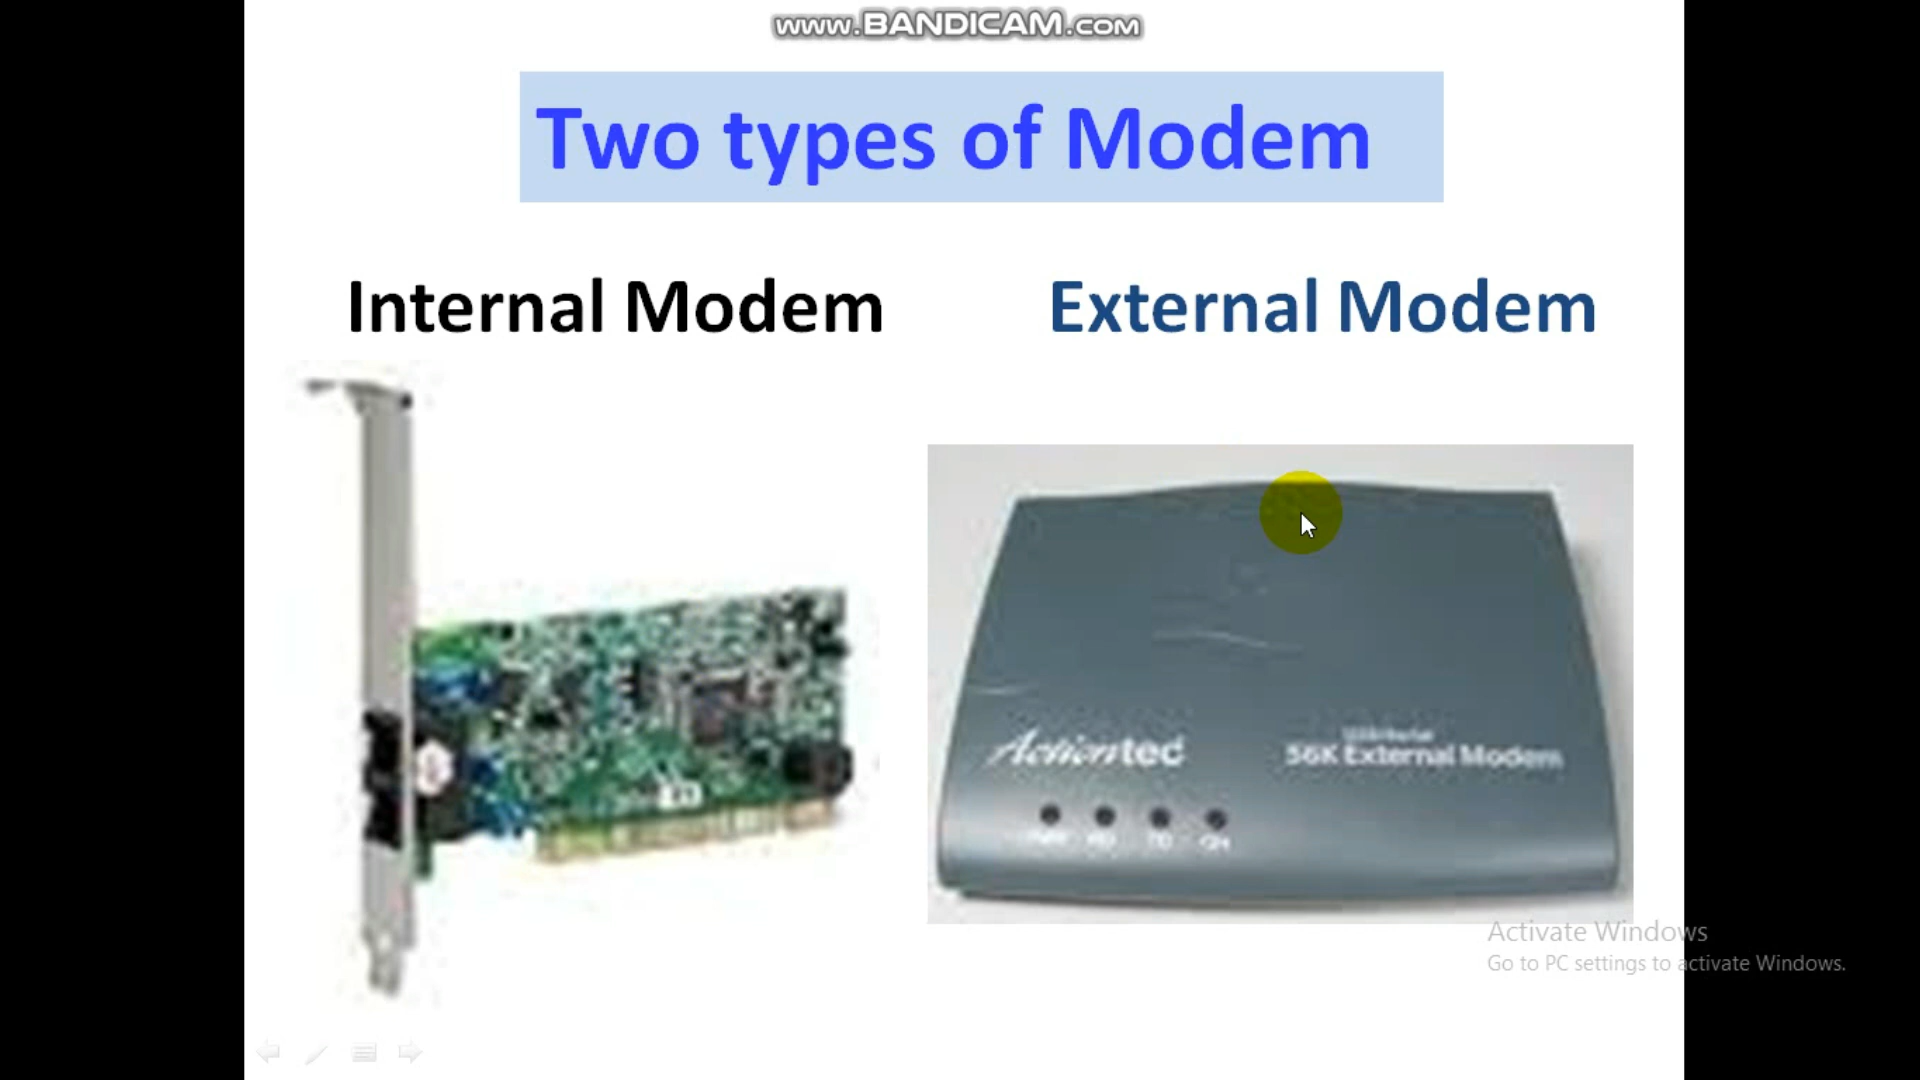 www.BANDICAM.com
Two types of Modem
Internal Modem
External Modem
Actiontec
56K External Modem
Activate Windows
Go to PC settings to activate Windows.